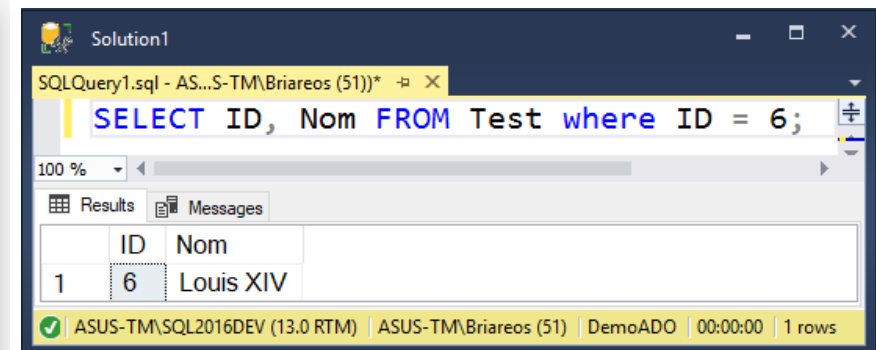 Solution1
SQLQuery1.sql - AS...S-TM\Briareos (51))*
SELECT ID, Nom FROM Test where ID = 6;
100 %
Results Messages
ID Nom
1 6 Louis XIV
ASUS-TM\SQL2016DEV (13.0 RTM) ASUS-TM\Briareos (51) DemoADO 00:00:00 1 rows